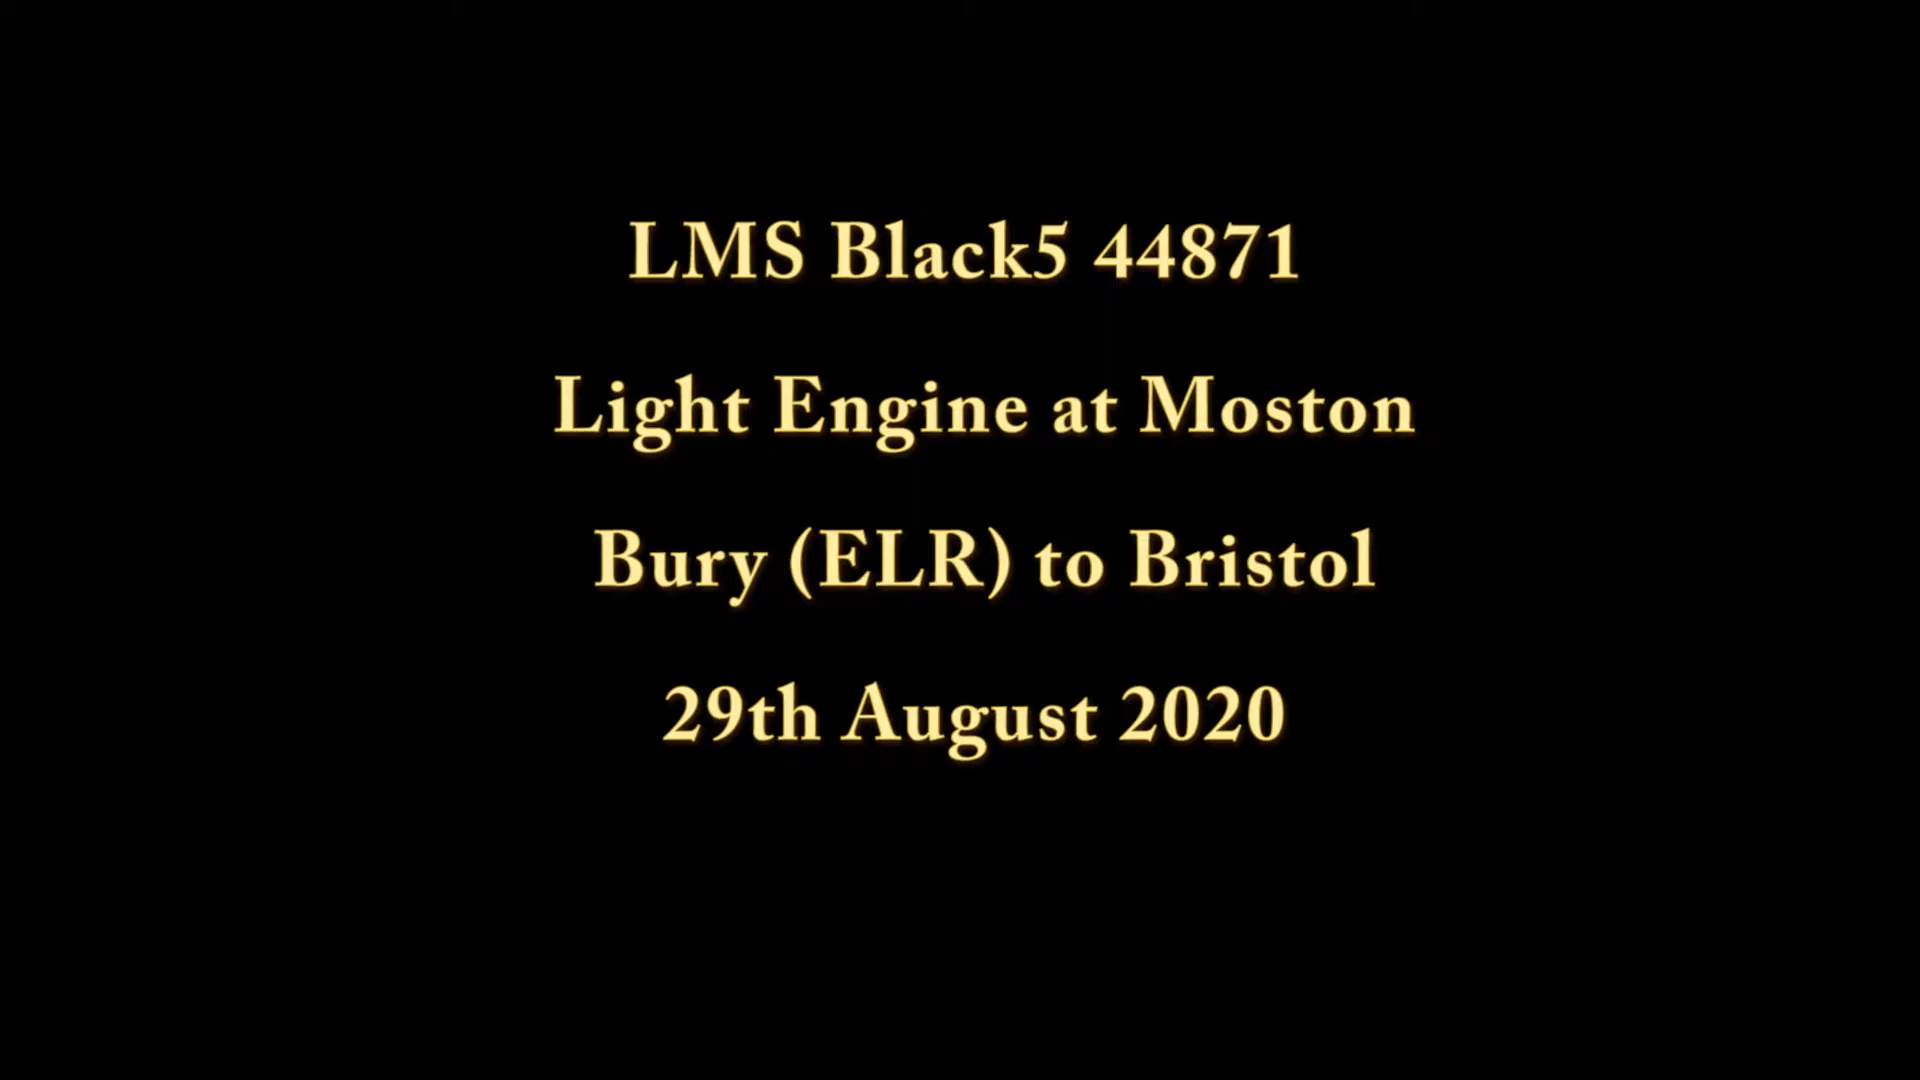 LMS Black5 44871
Light Engine at Moston
Bury (ELR) to Bristol
29th August 2020